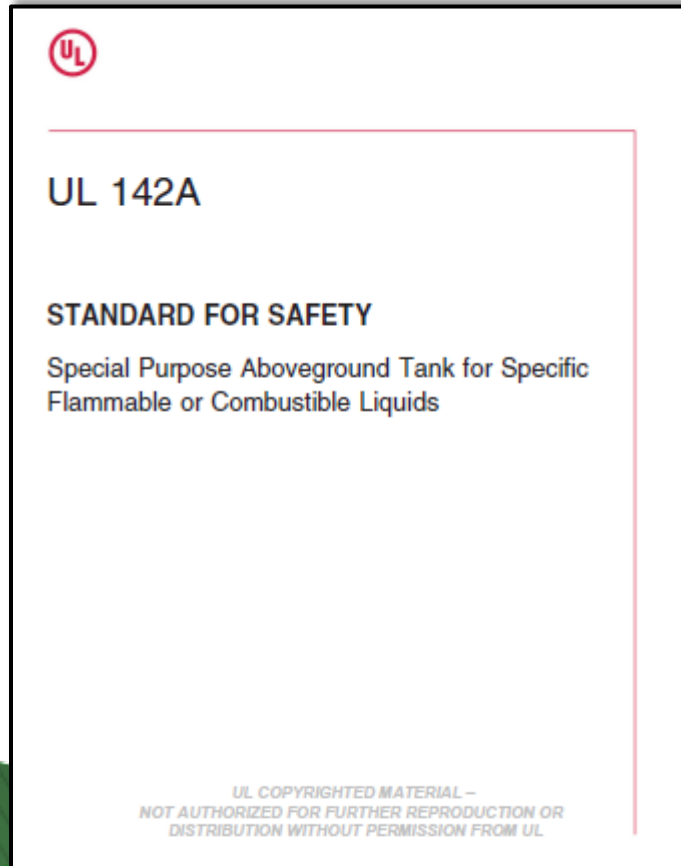 UL
UL 142A
STANDARD FOR SAFETY
Special Purpose Aboveground Tank for Specific
Flammable or Combustible Liquids
UL COPYRIGHTED MATERIAL –
NOT AUTHORIZED FOR FURTHER REPRODUCTION OR
DISTRIBUTION WITHOUT PERMISSION FROM UL